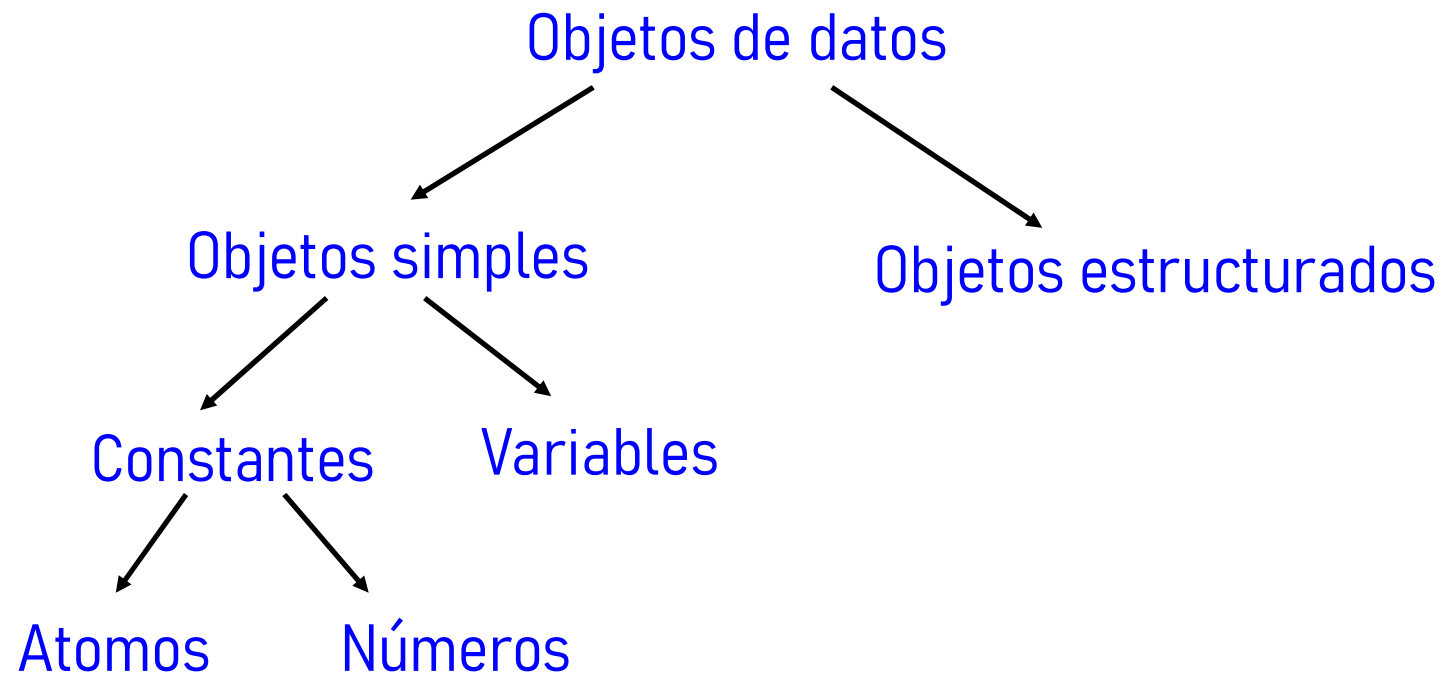 Objetos de datos
Objetos simples
Objetos estructurados
Constantes
Variables
Atomos
Números